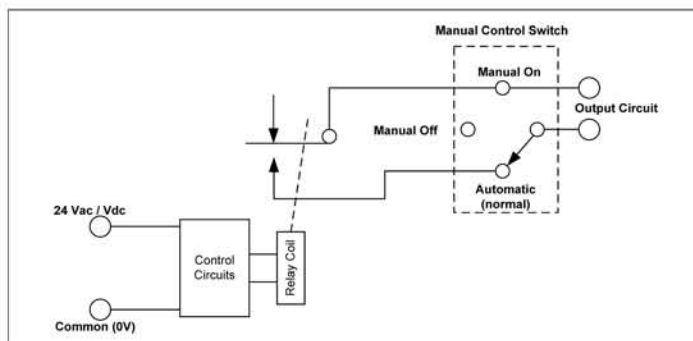 Manual Control Switch
Manual On
Output Circuit
Manual Off
Automatic
(normal)
24 Vac / Vdc
Control
Circuits
Relay Coil
Common (0V)